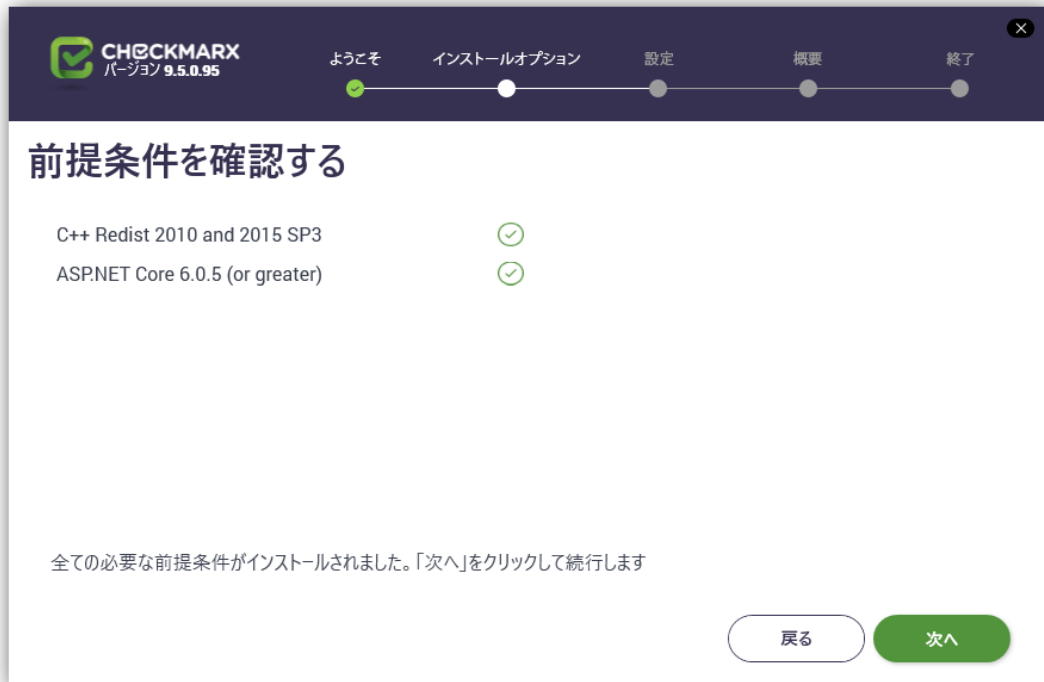 CHECKMARX
バージョン 9.5.0.95
ようこそ
インストールオプション
設定
概要
終了
前提条件を確認する
C++ Redist 2010 and 2015 SP3
ASP.NET Core 6.0.5 (or greater)
全ての必要な前提条件がインストールされました。「次へ」をクリックして続行します
戻る
次へ